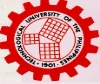 TECHNOLOGICAL UNIVERSITY OF THE PHILIPPINES
• 1901 •